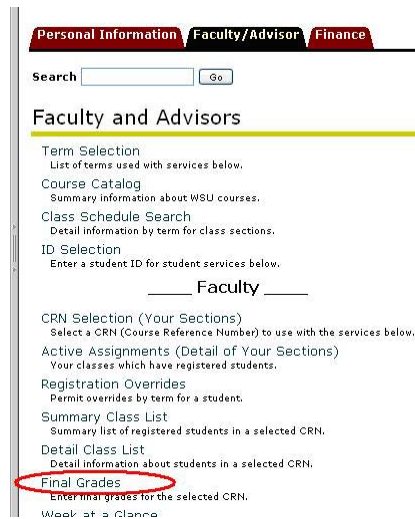 Personal Information Faculty/Advisor Finance
Search Go
Faculty and Advisors
Term Selection
List of terms used with services below.
Course Catalog
Summary information about WSU courses.
Class Schedule Search
Detail information by term for class sections.
ID Selection
Enter a student ID for student services below.
_____ Faculty _____
CRN Selection (Your Sections)
Select a CRN (Course Reference Number) to use with the services below.
Active Assignments (Detail of Your Sections)
Your classes which have registered students.
Registration Overrides
Permit overrides by term for a student.
Summary Class List
Summary list of registered students in a selected CRN.
Detail Class List
Detail information about students in a selected CRN.
Final Grades
Enter final grades for the selected CRN.
Week at a Glance